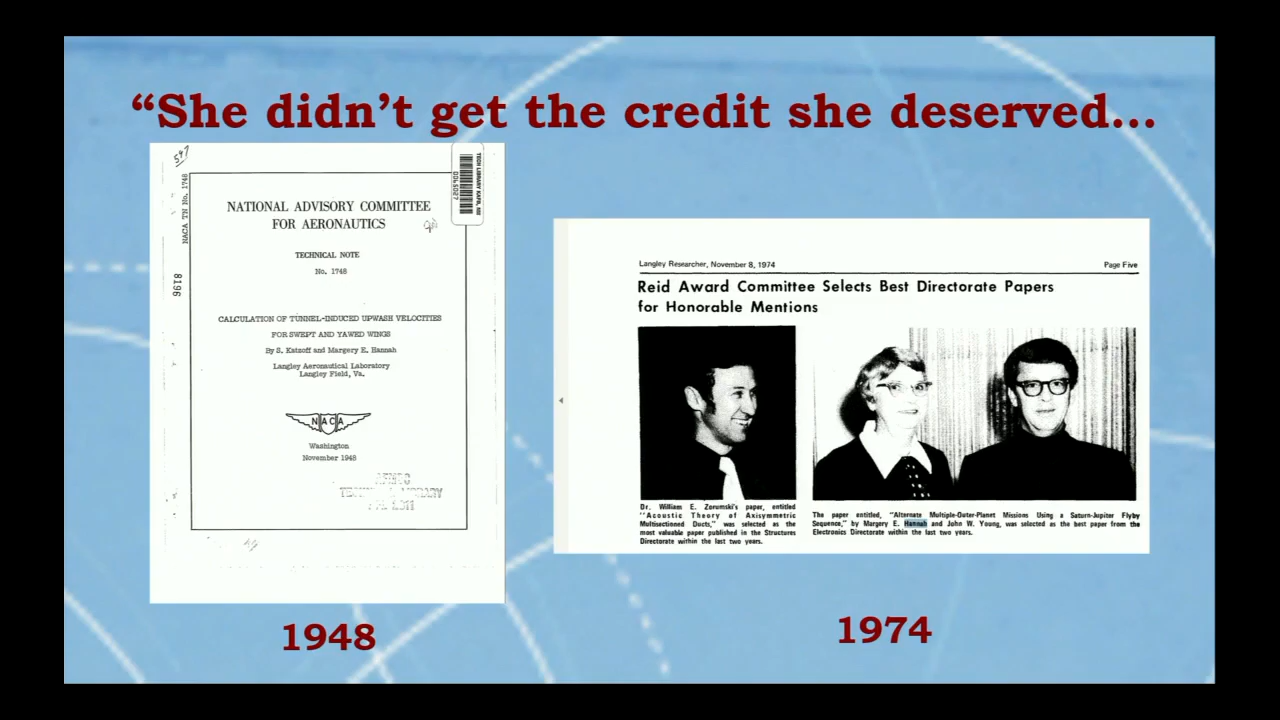 “She didn’t get the credit she deserved...
597
NACA TN No. 1748
8196
TECH LIBRARY KAFB, NM
NATIONAL ADVISORY COMMITTEE
FOR AERONAUTICS
TECHNICAL NOTE
No. 1748
CALCULATION OF TUNNEL-INDUCED UPWASH VELOCITIES
FOR SWEPT AND YAWED WINGS
By S. Katzoff and Margery E. Hannah
Langley Aeronautical Laboratory
Langley Field, Va.
NACA
Washington
November 1948
1948
Langley Researcher, November 8, 1974
Page Five
Reid Award Committee Selects Best Directorate Papers
for Honorable Mentions
Dr. William E. Zorumski's paper, entitled
"Acoustic Theory of Axisymmetric
Multisectioned Ducts," was selected as the
most valuable paper published in the Structures
Directorate within the last two years.
The paper entitled, "Alternate Multiple-Outer-Planet Missions Using a Saturn-Jupiter Flyby
Sequence," by Margery E. Hannah and John W. Young, was selected as the best paper from the
Electronics Directorate within the last two years.
1974